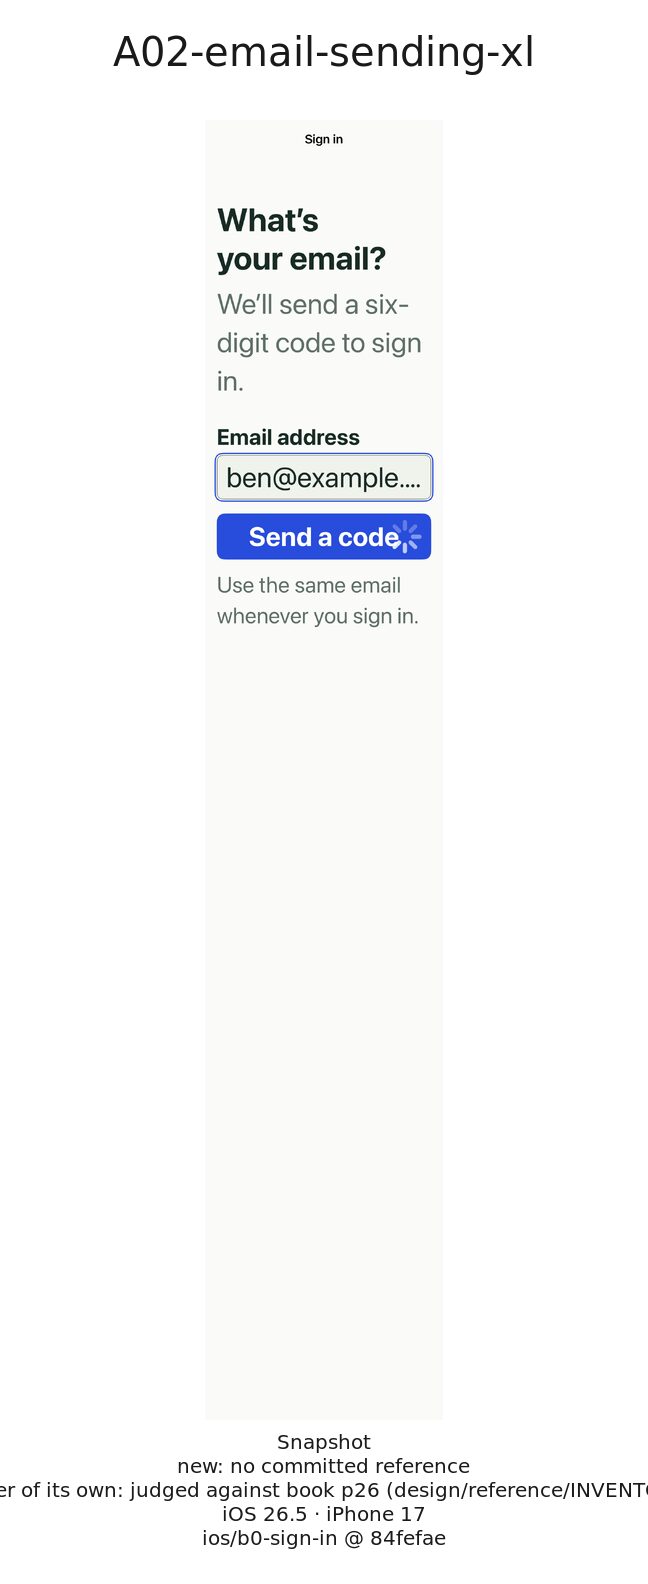 A02-email-sending-xl
Sign in
What’s
your email?
We’ll send a six-
digit code to sign
in.
Email address
ben@example....
Send a code
Use the same email
whenever you sign in.
Snapshot
new: no committed reference
of its own: judged against book p26 (design/reference/
iOS 26.5 · iPhone 17
ios/b0-sign-in @ 84fefae